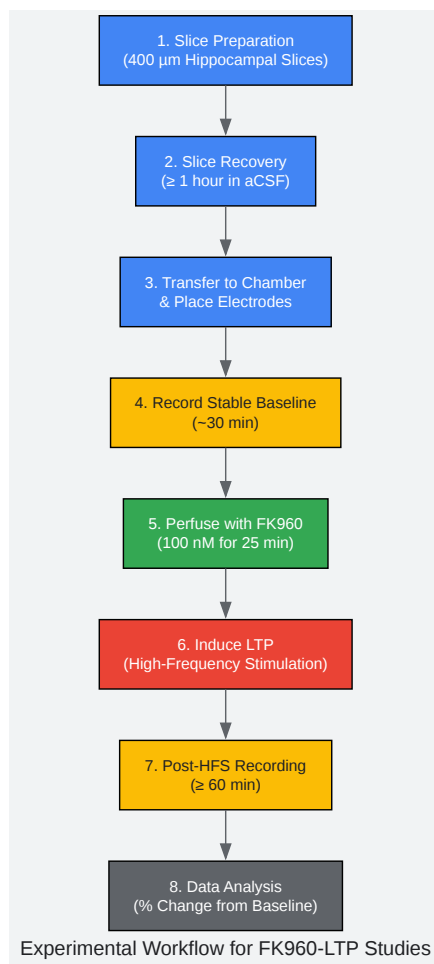 1. Slice Preparation
(400 µm Hippocampal Slices)
2. Slice Recovery
(≥ 1 hour in aCSF)
3. Transfer to Chamber
& Place Electrodes
4. Record Stable Baseline
(~30 min)
5. Perfuse with FK960
(100 nM for 25 min)
6. Induce LTP
(High-Frequency Stimulation)
7. Post-HFS Recording
(≥ 60 min)
8. Data Analysis
(% Change from Baseline)
Experimental Workflow for FK960-LTP Studies